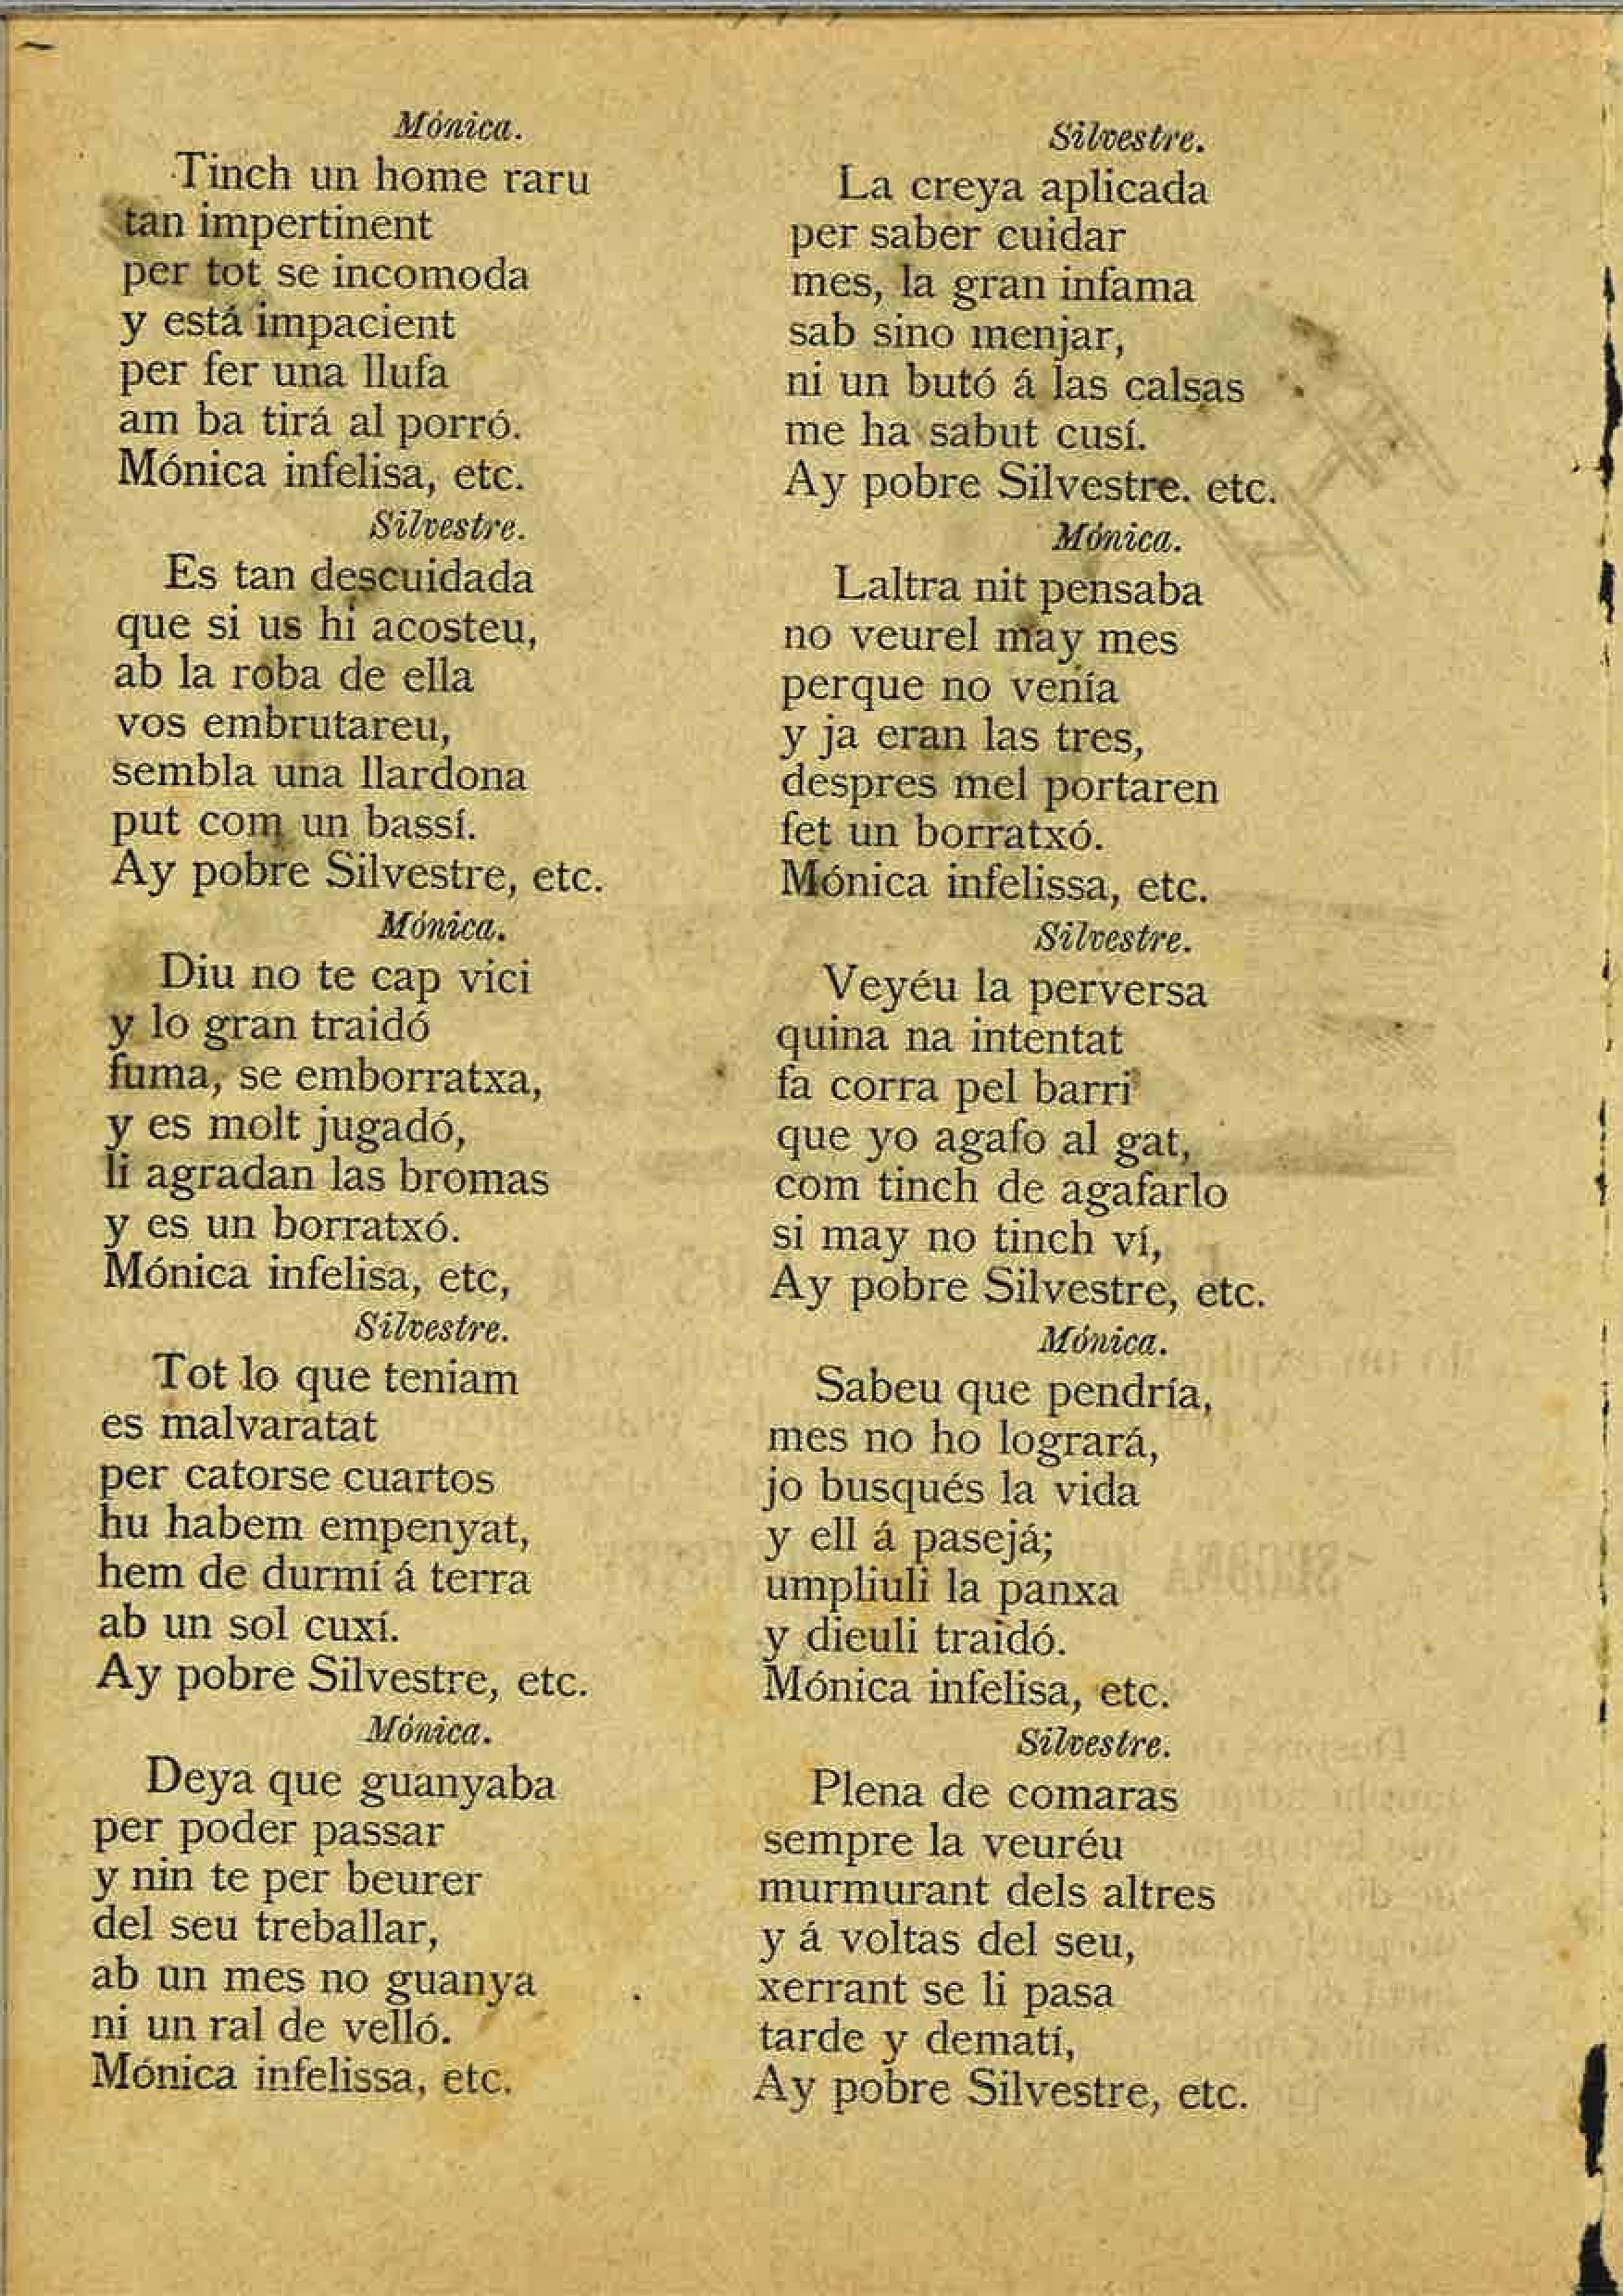 Mónica.
Tinch un home raru
tan impertinent
per tot se incomoda
y está impacient
per fer una llufa
am ba tirá al porró.
Mónica infelisa, etc.
Silvestre.
Es tan descuidada
que si us hi acosteu,
ab la roba de ella
vos embrutareu,
sembla una llardona
put com un bassí.
Ay pobre Silvestre, etc.
Mónica.
Diu no te cap vici
y lo gran traidó
fuma, se emborratxa,
y es molt jugadó,
li agradan las bromas
y es un borratxó.
Mónica infelisa, etc,
Silvestre.
Tot lo que teniam
es malvaratat
per catorse cuartos
hu habem empenyat,
hem de durmí á terra
ab un sol cuxí.
Ay pobre Silvestre, etc.
Mónica.
Deya que guanyaba
per poder passar
y nin te per beurer
del seu treballar,
ab un mes no guanya
ni un ral de velló.
Mónica infelissa, etc.
Silvestre.
La creya aplicada
per saber cuidar
mes, la gran infama
sab sino menjar,
ni un butó á las calsas
me ha sabut cusí.
Ay pobre Silvestre. etc.
Mónica.
Laltra nit pensaba
no veurel may mes
perque no venía
y ja eran las tres,
despres mel portaren
fet un borratxó.
Mónica infelissa, etc.
Silvestre.
Veyéu la perversa
quina na intentat
fa corra pel barri
que yo agafo al gat,
com tinch de agafarlo
si may no tinch ví,
Ay pobre Silvestre, etc.
Mónica.
Sabeu que pendría,
mes no ho logrará,
jo busqués la vida
y ell á pasejá;
umpliuli la panxa
y dieuli traidó.
Mónica infelisa, etc.
Silvestre.
Plena de comaras
sempre la veuréu
murmurant dels altres
y á voltas del seu,
xerrant se li pasa
tarde y dematí,
Ay pobre Silvestre, etc.